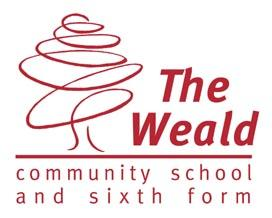 The
Weald
community school
and sixth form